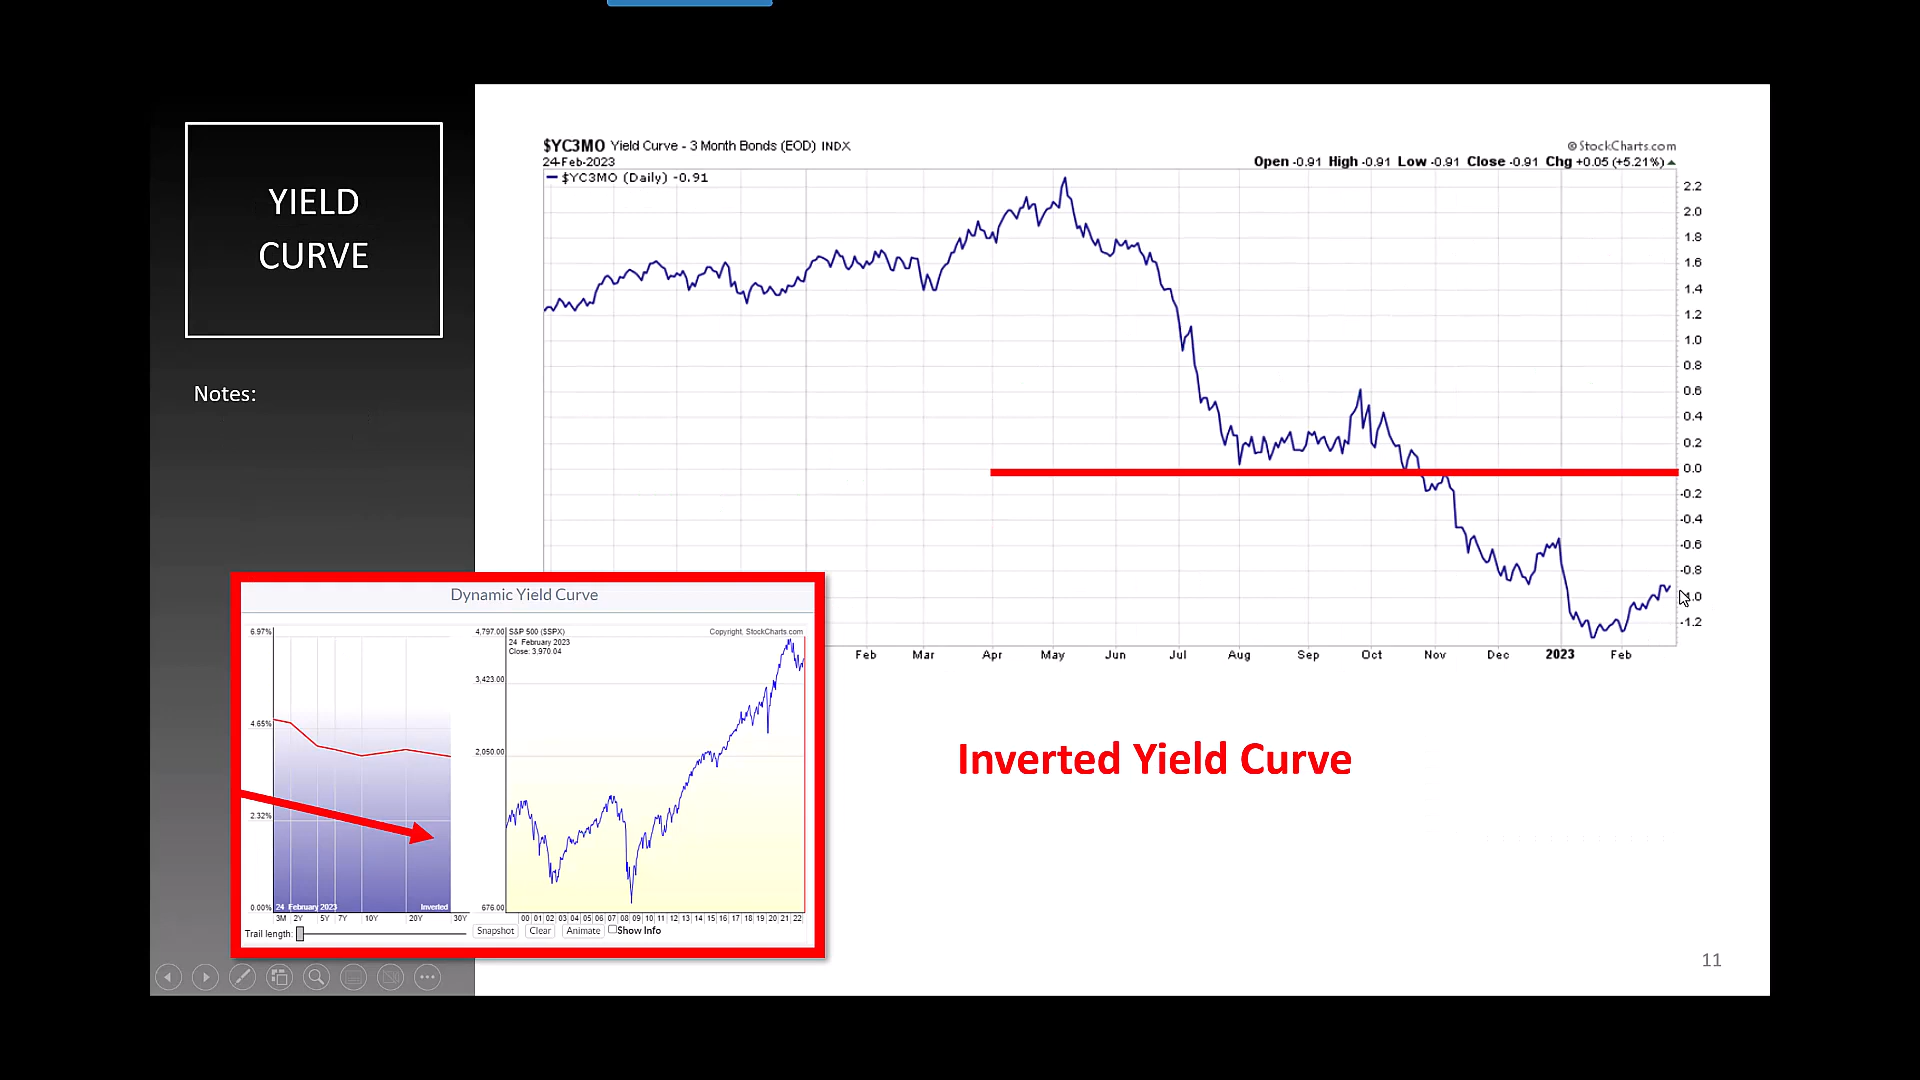 YIELD
CURVE
Notes:
$YC3MO Yield Curve - 3 Month Bonds (EOD) INDX
© StockCharts.com
24-Feb-2023
Open -0.91 High -0.91 Low -0.91 Close -0.91 Chg +0.05 (+5.21%)
$YC3MO (Daily) -0.91
2.2
2.0
1.8
1.6
1.4
1.2
1.0
0.8
0.6
0.4
0.2
0.0
-0.2
-0.4
-0.6
-0.8
-1.2
Feb Mar Apr May Jun Jul Aug Sep Oct Nov Dec 2023 Feb
Dynamic Yield Curve
6.97%
4.65%
2.32%
0.00%
24 February 2023 Inverted
3M 2Y 5Y 7Y 10Y 20Y 30Y
Trail length:
4,797.00
3,423.00
2,050.00
676.00
S&P 500 ($SPX)
Copyright, StockCharts.com
24 February 2023
Close: 3,970.04
00 01 02 03 04 05 06 07 08 09 10 11 12 13 14 15 16 17 18 19 20 21 22
Snapshot Clear Animate Show Info
Inverted Yield Curve
11